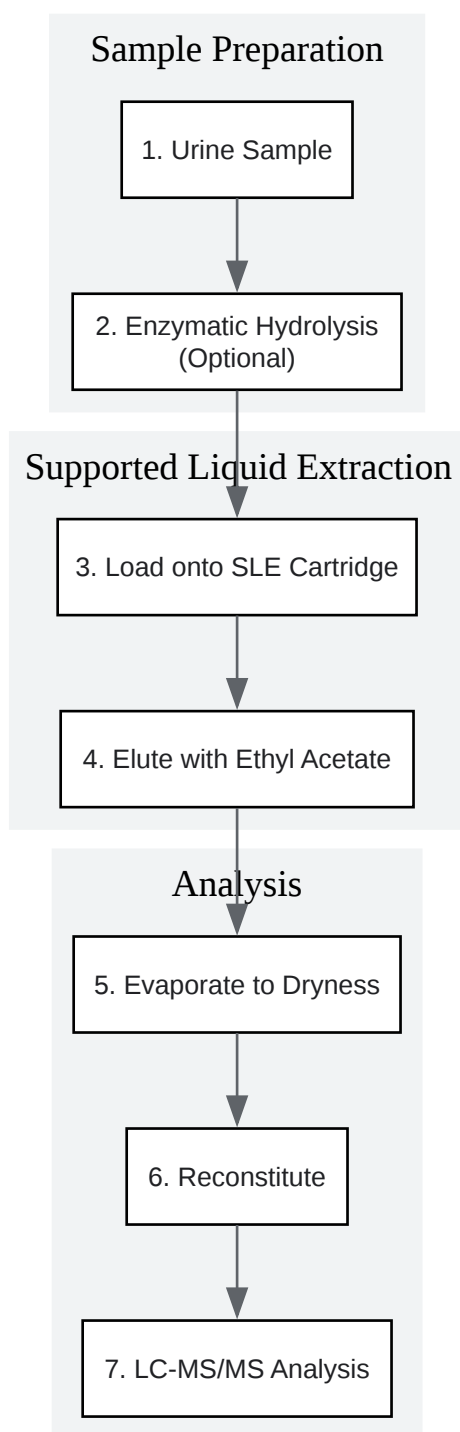 Sample Preparation
1. Urine Sample
2. Enzymatic Hydrolysis
(Optional)
Supported Liquid Extraction
3. Load onto SLE Cartridge
4. Elute with Ethyl Acetate
Analysis
5. Evaporate to Dryness
6. Reconstitute
7. LC-MS/MS Analysis